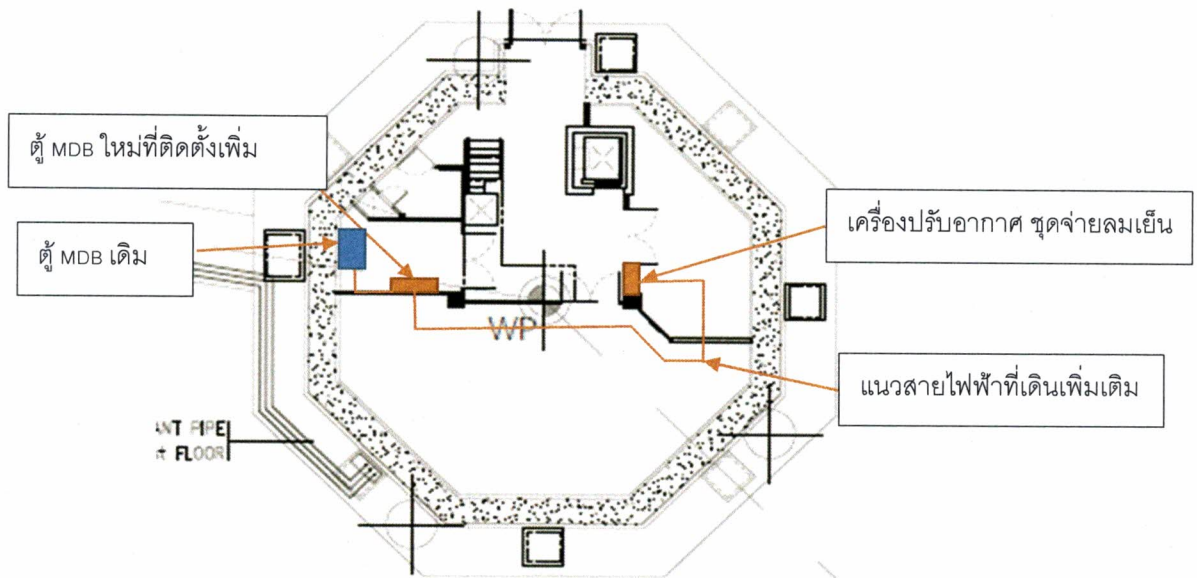 ตู้ MDB ใหม่ที่ติดตั้งเพิ่ม
ตู้ MDB เดิม
เครื่องปรับอากาศ ชุดจ่ายลมเย็น
แนวสายไฟฟ้าที่เดินเพิ่มเติม
WP
PIPE
FLOOR